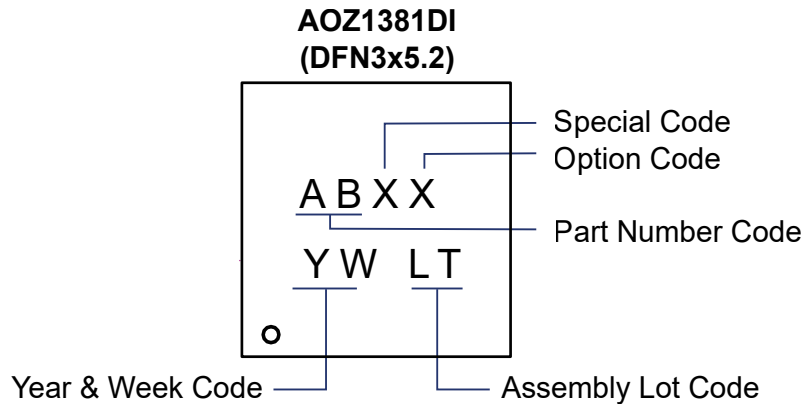 AOZ1381DI
(DFN3x5.2)
Special Code
Option Code
A B X X
Part Number Code
Y W L T
Year & Week Code
Assembly Lot Code